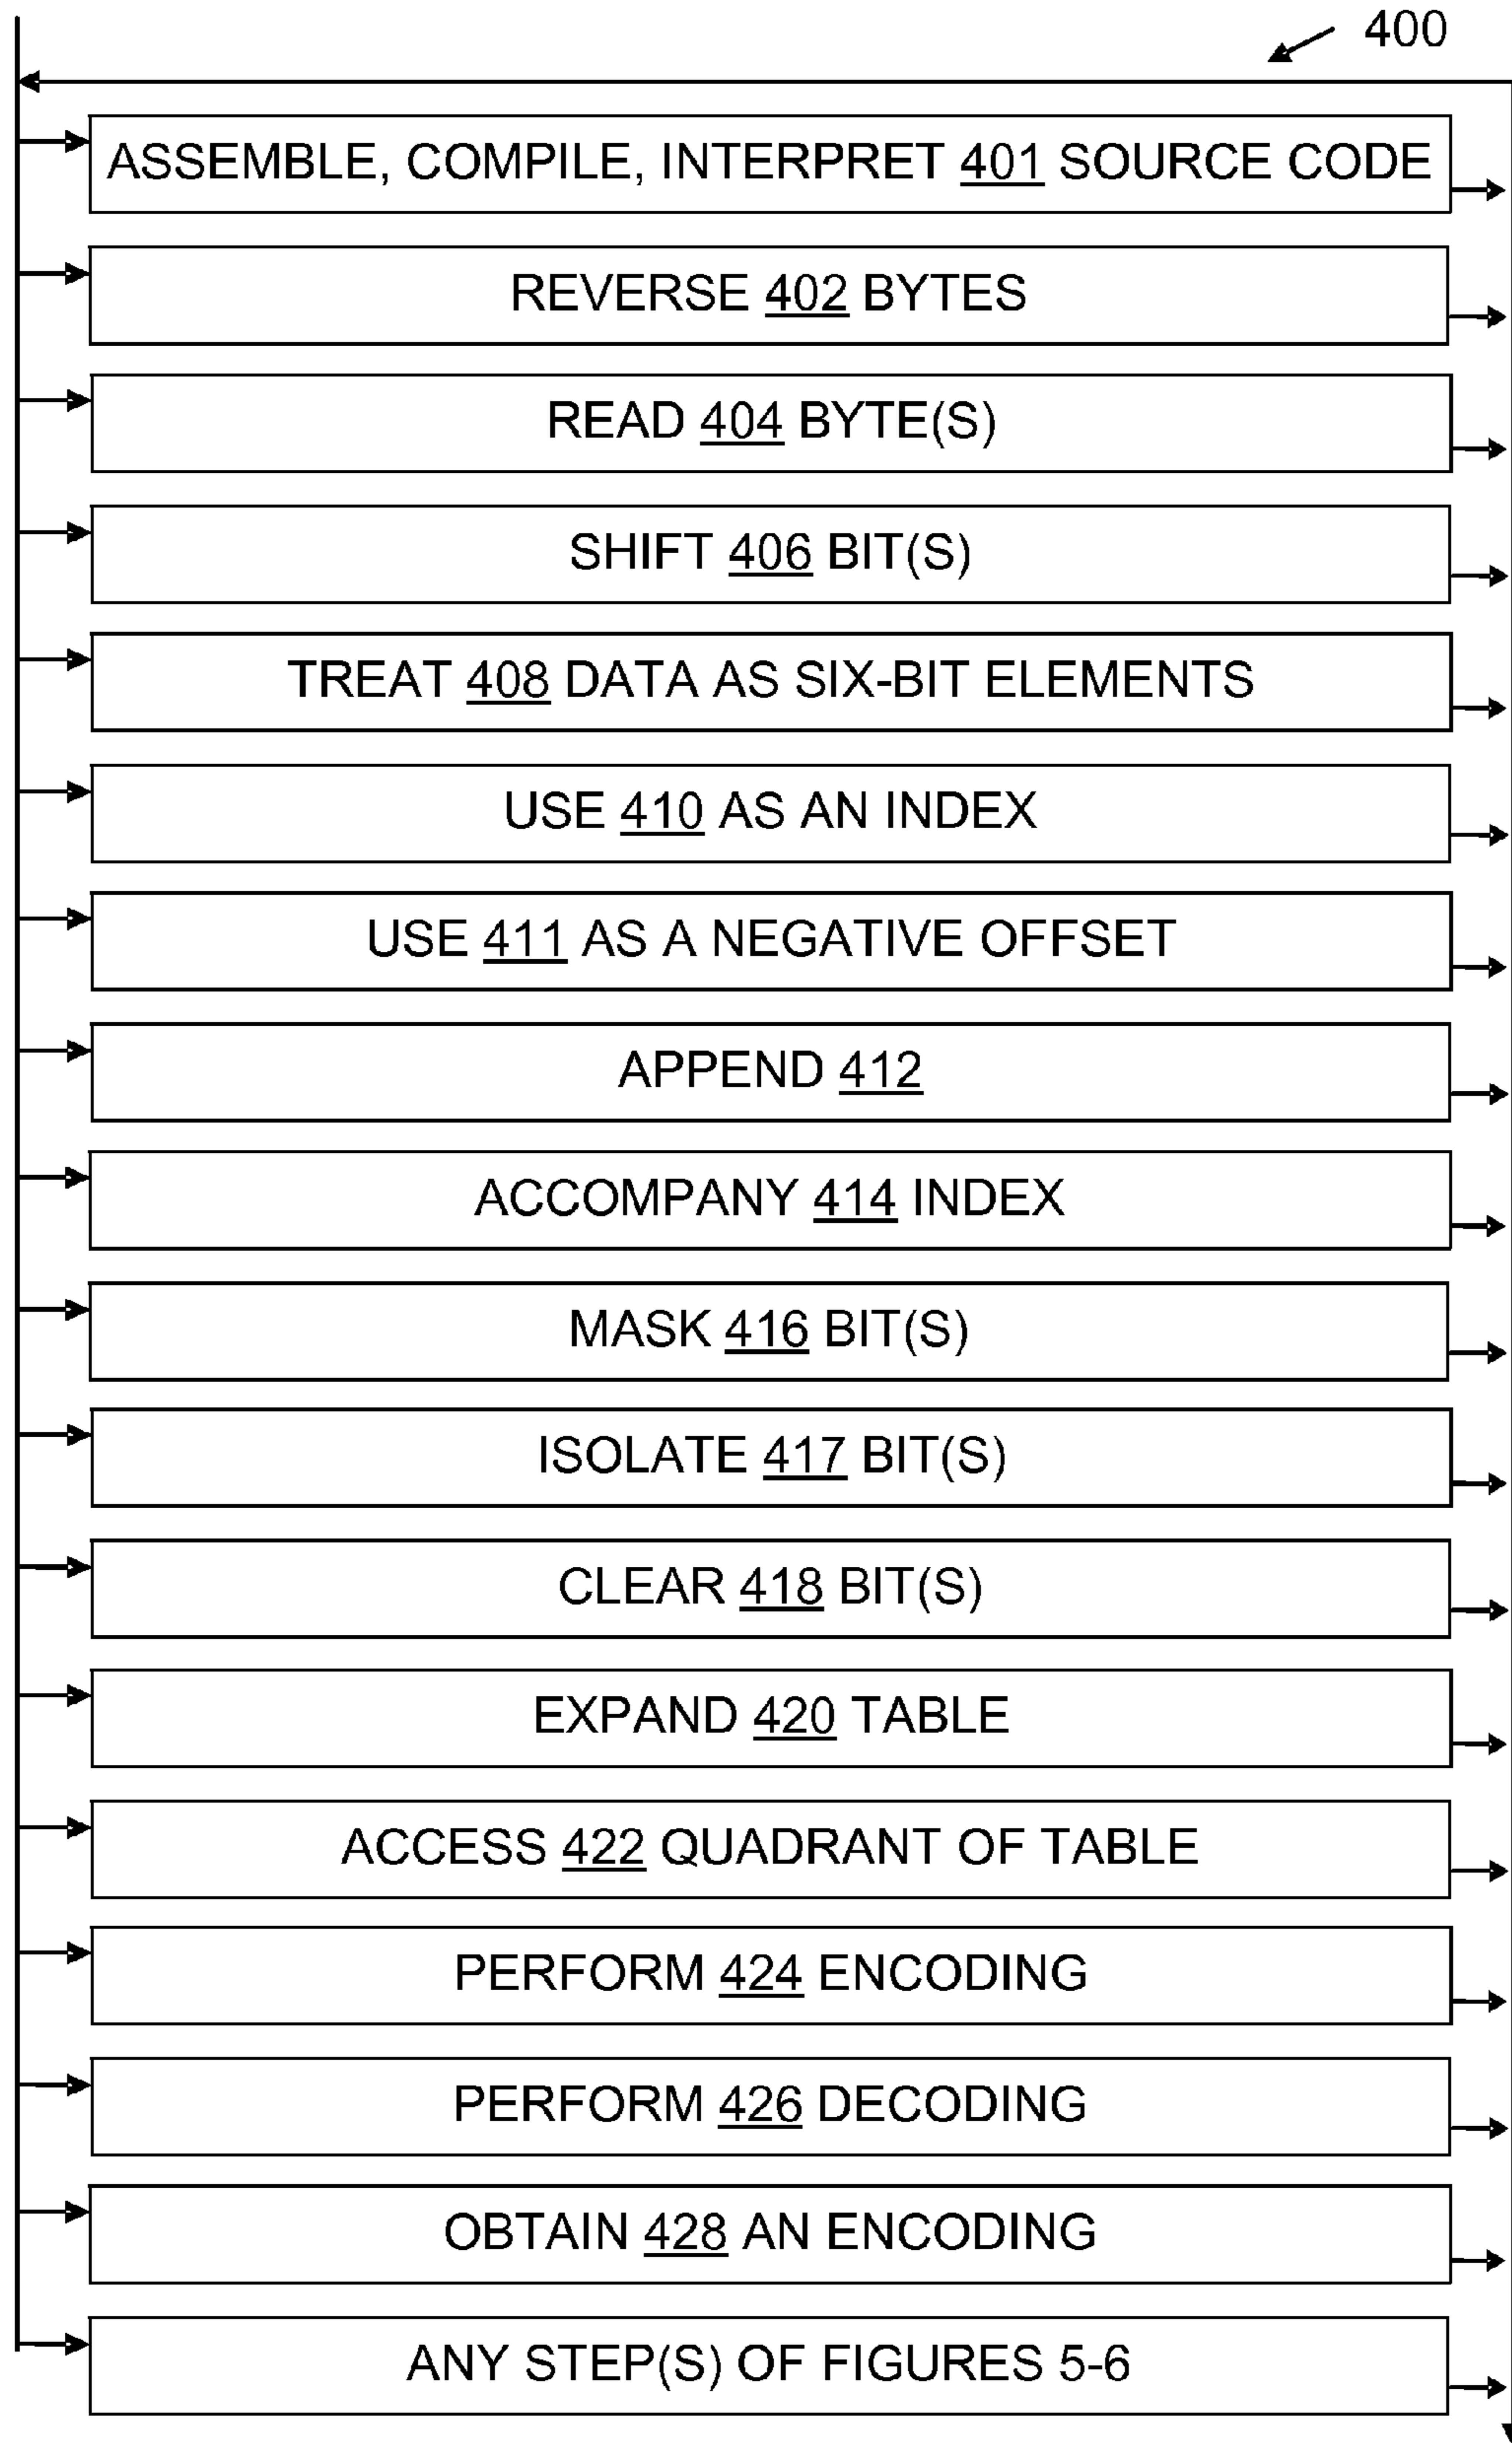 400
ASSEMBLE, COMPILE, INTERPRET 401 SOURCE CODE
REVERSE 402 BYTES
READ 404 BYTE(S)
SHIFT 406 BIT(S)
TREAT 408 DATA AS SIX-BIT ELEMENTS
USE 410 AS AN INDEX
USE 411 AS A NEGATIVE OFFSET
APPEND 412
ACCOMPANY 414 INDEX
MASK 416 BIT(S)
ISOLATE 417 BIT(S)
CLEAR 418 BIT(S)
EXPAND 420 TABLE
ACCESS 422 QUADRANT OF TABLE
PERFORM 424 ENCODING
PERFORM 426 DECODING
OBTAIN 428 AN ENCODING
ANY STEP(S) OF FIGURES 5-6